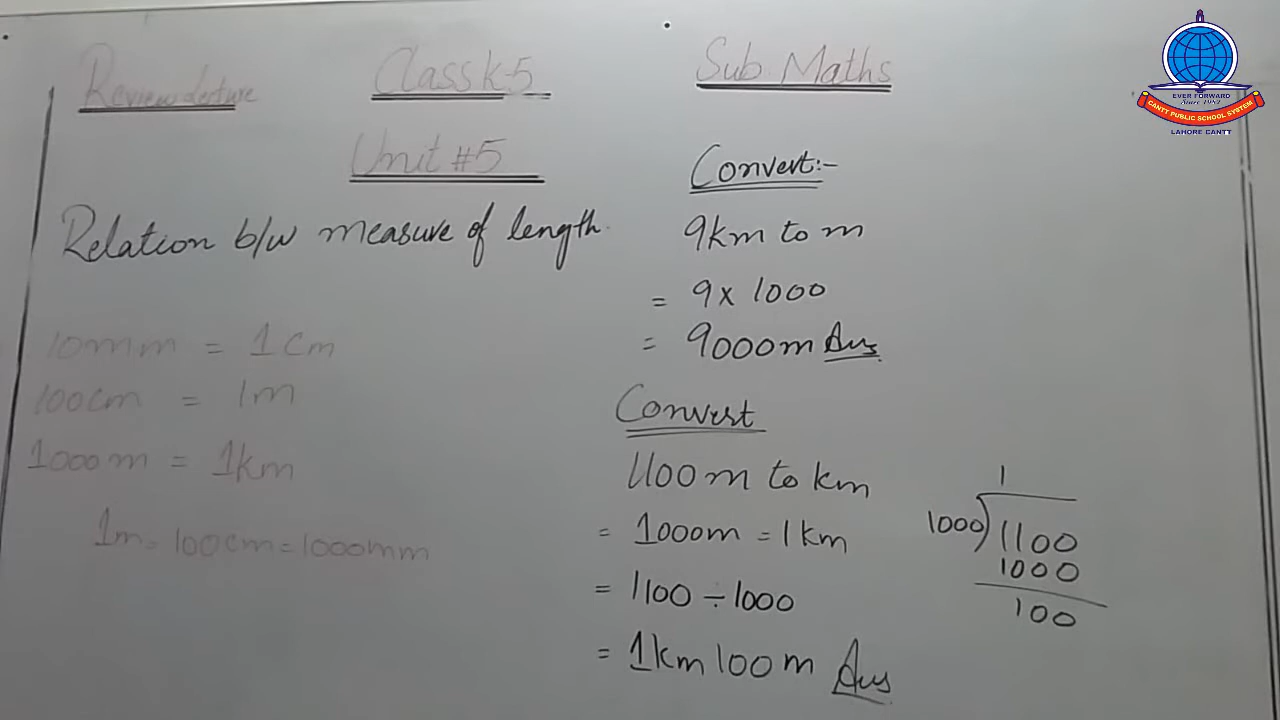 Review Lecture
Class K-5
Sub Maths
Unit #5
Relation b/w measure of length.
10mm = 1cm
100cm = 1m
1000m = 1km
1m = 100cm = 1000mm
Convert:-
9km to m
= 9 x 1000
= 9000m Ans
Convert
1100m to km
= 1000m = 1km
= 1100 ÷ 1000
= 1km 100m Ans
1
1000)1100
1000
100
EVER FORWARD
Since 1982
CANTT PUBLIC SCHOOL SYSTEM
LAHORE CANTT